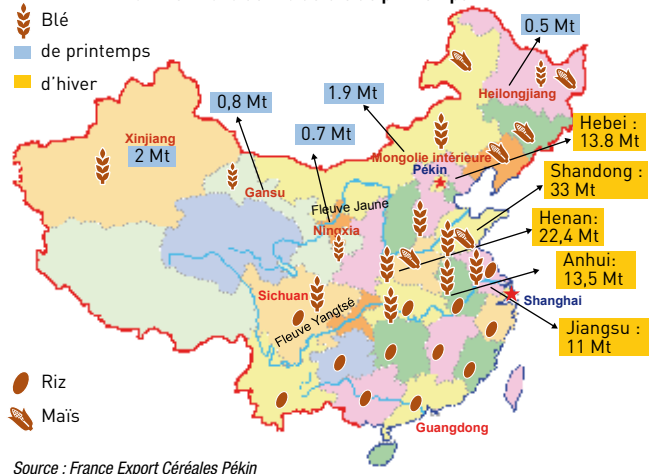 Blé
de printemps
d'hiver
0.5 Mt
Heilongjiang
0,8 Mt
1.9 Mt
0.7 Mt
Xinjiang
2 Mt
Gansu
Mongolie intérieure
Pékin
Hebei :
13.8 Mt
Fleuve Jaune
Ningxia
Shandong :
33 Mt
Henan:
22,4 Mt
Anhui:
13,5 Mt
Sichuan
Shanghai
Fleuve Yangtsé
Jiangsu :
11 Mt
Riz
Maïs
Guangdong
Source : France Export Céréales Pékin